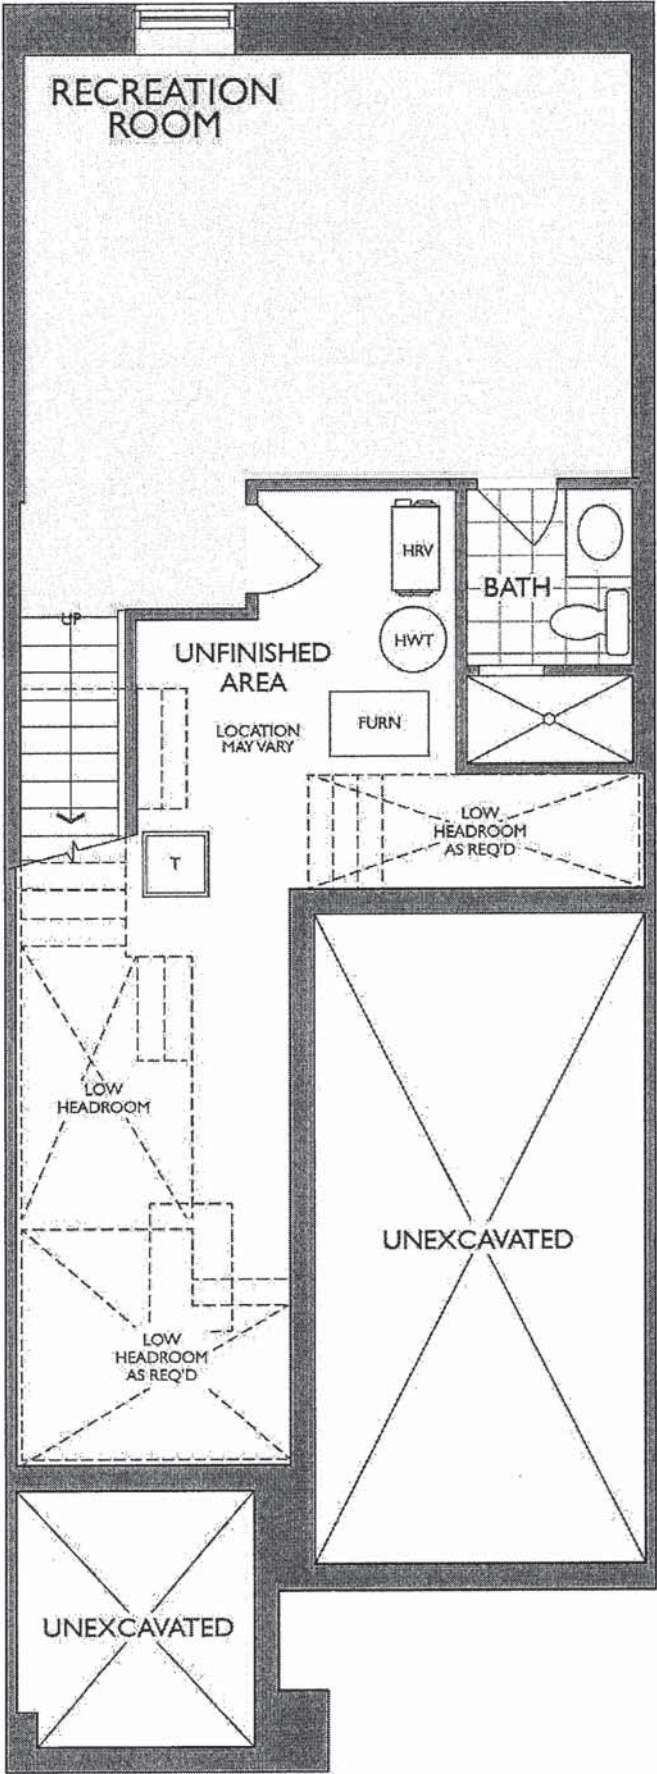 RECREATION
ROOM
HRV
BATH
UP
HWT
UNFINISHED
AREA
LOCATION
MAY VARY
FURN
LOW
HEADROOM
AS REQ'D
T
LOW
HEADROOM
UNEXCAVATED
LOW
HEADROOM
AS REQ'D
UNEXCAVATED